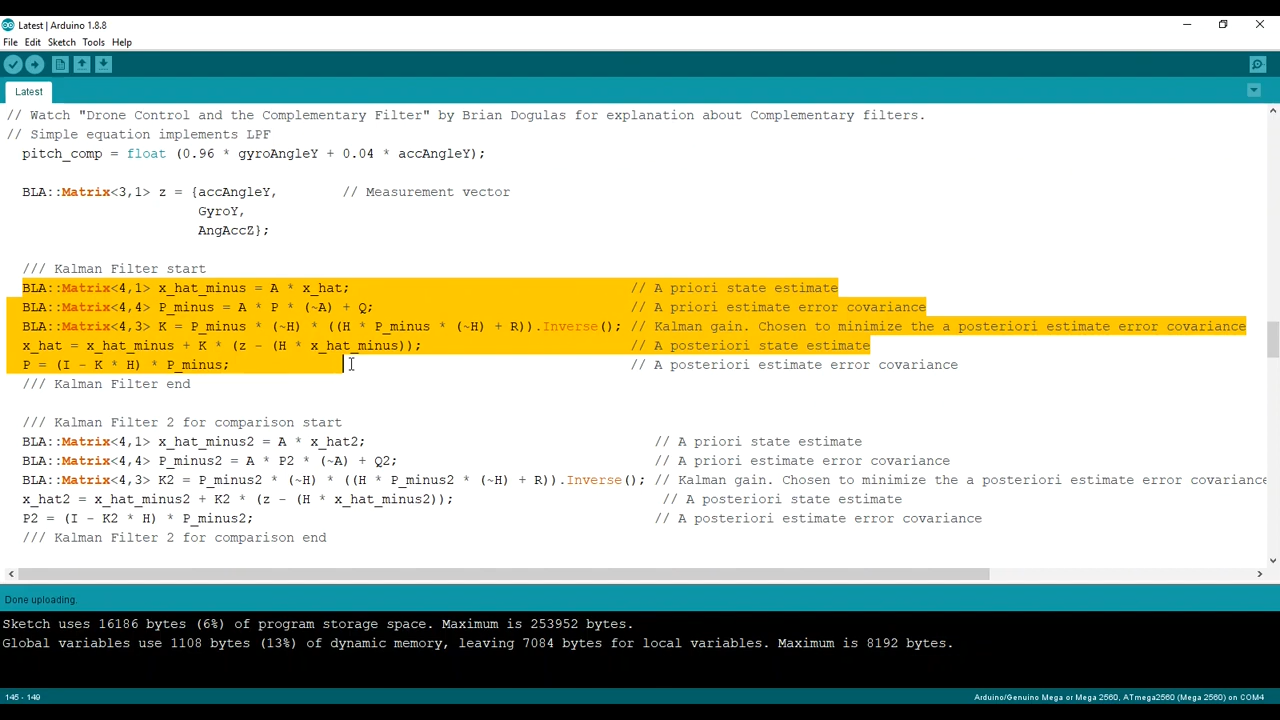 Latest | Arduino 1.8.8
File Edit Sketch Tools Help
Latest
// Watch "Drone Control and the Complementary Filter" by Brian Dogulas for explanation about Complementary filters.
// Simple equation implements LPF
pitch_comp = float (0.96 * gyroAngleY + 0.04 * accAngleY);
BLA::Matrix<3,1> z = {accAngleY, // Measurement vector
GyroY,
AngAccZ};
/// Kalman Filter start
BLA::Matrix<4,1> x_hat_minus = A * x_hat; // A priori state estimate
BLA::Matrix<4,4> P_minus = A * P * (~A) + Q; // A priori estimate error covariance
BLA::Matrix<4,3> K = P_minus * (~H) * ((H * P_minus * (~H) + R)).Inverse(); // Kalman gain. Chosen to minimize the a posteriori estimate error covariance
x_hat = x_hat_minus + K * (z - (H * x_hat_minus)); // A posteriori state estimate
P = (I - K * H) * P_minus; // A posteriori estimate error covariance
/// Kalman Filter end
/// Kalman Filter 2 for comparison start
BLA::Matrix<4,1> x_hat_minus2 = A * x_hat2; // A priori state estimate
BLA::Matrix<4,4> P_minus2 = A * P2 * (~A) + Q2; // A priori estimate error covariance
BLA::Matrix<4,3> K2 = P_minus2 * (~H) * ((H * P_minus2 * (~H) + R)).Inverse(); // Kalman gain. Chosen to minimize the a posteriori estimate error covariance
x_hat2 = x_hat_minus2 + K2 * (z - (H * x_hat_minus2)); // A posteriori state estimate
P2 = (I - K2 * H) * P_minus2; // A posteriori estimate error covariance
/// Kalman Filter 2 for comparison end
Done uploading.
Sketch uses 16186 bytes (6%) of program storage space. Maximum is 253952 bytes.
Global variables use 1108 bytes (13%) of dynamic memory, leaving 7084 bytes for local variables. Maximum is 8192 bytes.
145 - 149 Arduino/Genuino Mega or Mega 2560, ATmega2560 (Mega 2560) on COM4